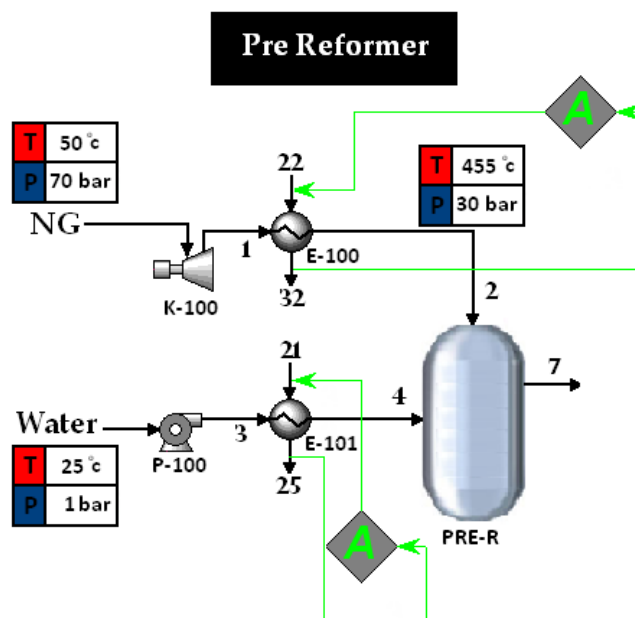 Pre Reformer
A
T 50 °c
P 70 bar
T 455 °c
P 30 bar
22
NG
1
E-100
K-100
32
2
21
7
Water
3
4
E-101
P-100
T 25 °c
P 1 bar
25
A
PRE-R